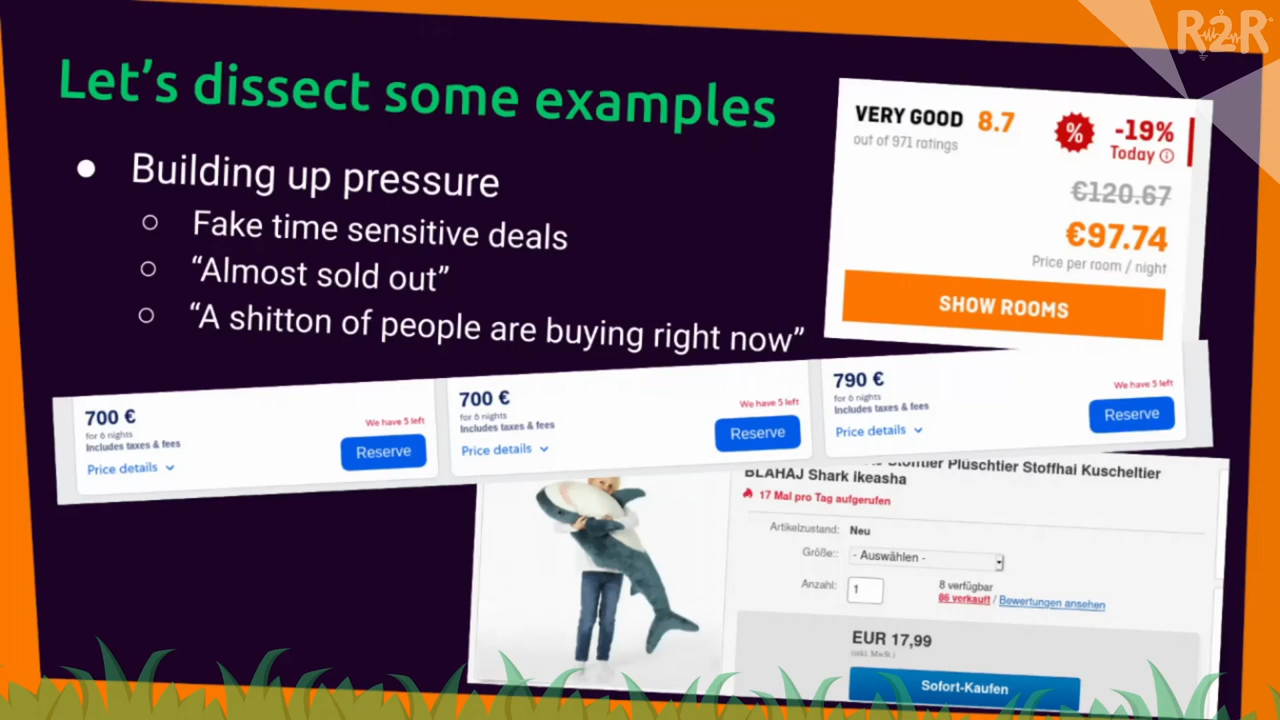 R2R
Let's dissect some examples
Building up pressure
Fake time sensitive deals
“Almost sold out”
“A shitton of people are buying right now”
VERY GOOD 8.7
out of 971 ratings
% -19%
Today
€120.67
€97.74
Price per room / night
SHOW ROOMS
700 €
for 6 nights
Includes taxes & fees
Price details
We have 5 left
Reserve
700 €
for 6 nights
Includes taxes & fees
Price details
We have 5 left
Reserve
790 €
for 6 nights
Includes taxes & fees
Price details
We have 5 left
Reserve
Stofftier Plüschtier Stoffhai Kuscheltier
BLAHAJ Shark ikeasha
17 Mal pro Tag aufgerufen
Artikelzustand: Neu
Größe:: - Auswählen -
Anzahl: 1
8 verfügbar
86 verkauft / Bewertungen ansehen
EUR 17,99
(inkl. MwSt.)
Sofort-Kaufen